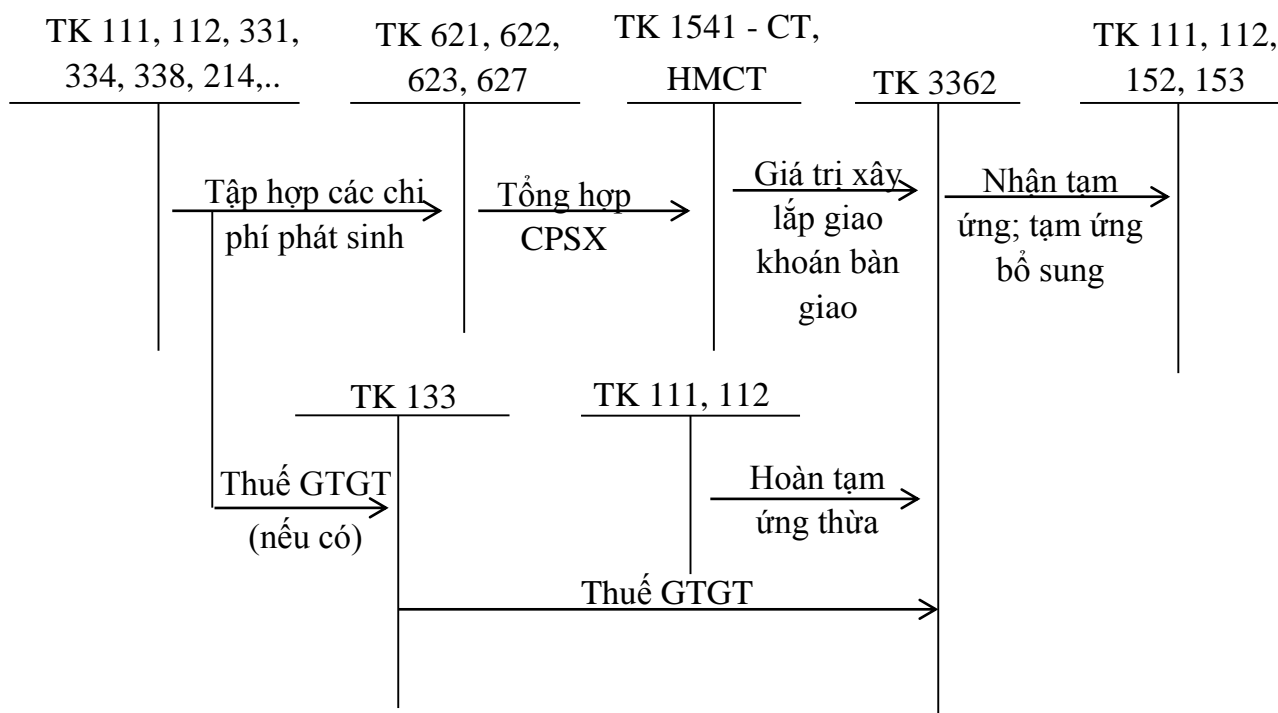 TK 111, 112, 331,
334, 338, 214,..
TK 621, 622,
623, 627
TK 1541 - CT,
HMCT
TK 3362
TK 111, 112,
152, 153
Tập hợp các chi
phí phát sinh
Tổng hợp
CPSX
Giá trị xây
lắp giao
khoán bàn
giao
Nhận tạm
ứng; tạm ứng
bổ sung
TK 133
TK 111, 112
Thuế GTGT
(nếu có)
Hoàn tạm
ứng thừa
Thuế GTGT